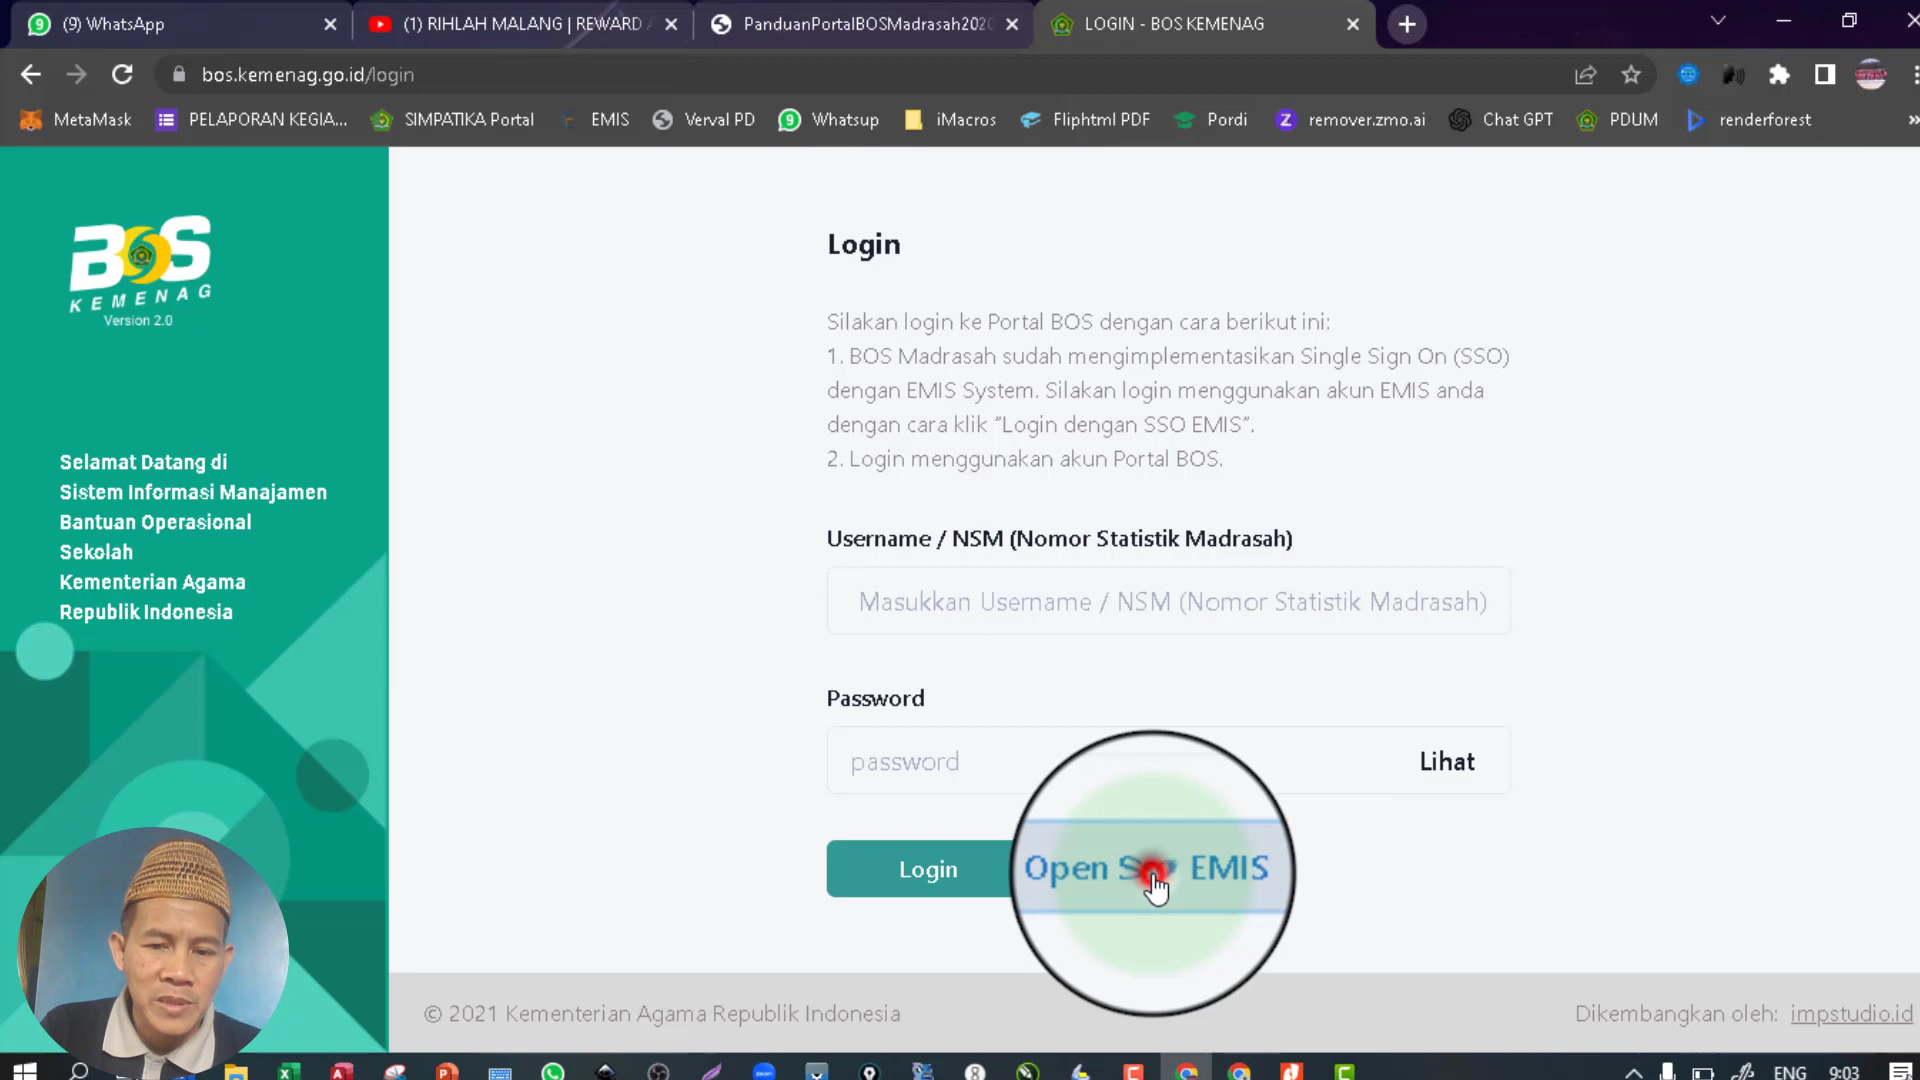 (9) WhatsApp
(1) RIHLAH MALANG | REWARD
PanduanPortalBOSMadrasah202
LOGIN - BOS KEMENAG
bos.kemenag.go.id/login
MetaMask
PELAPORAN KEGIA...
SIMPATIKA Portal
EMIS
Verval PD
Whatsup
iMacros
Fliphtml PDF
Pordi
remover.zmo.ai
Chat GPT
PDUM
renderforest
BOS
KEMENAG
Version 2.0
Selamat Datang di
Sistem Informasi Manajamen
Bantuan Operasional
Sekolah
Kementerian Agama
Republik Indonesia
Login
Silakan login ke Portal BOS dengan cara berikut ini:
1. BOS Madrasah sudah mengimplementasikan Single Sign On (SSO)
dengan EMIS System. Silakan login menggunakan akun EMIS anda
dengan cara klik "Login dengan SSO EMIS".
2. Login menggunakan akun Portal BOS.
Username / NSM (Nomor Statistik Madrasah)
Masukkan Username / NSM (Nomor Statistik Madrasah)
Password
password
Lihat
Login
Open EMIS
© 2021 Kementerian Agama Republik Indonesia
Dikembangkan oleh: impstudio.id
ENG
9:03